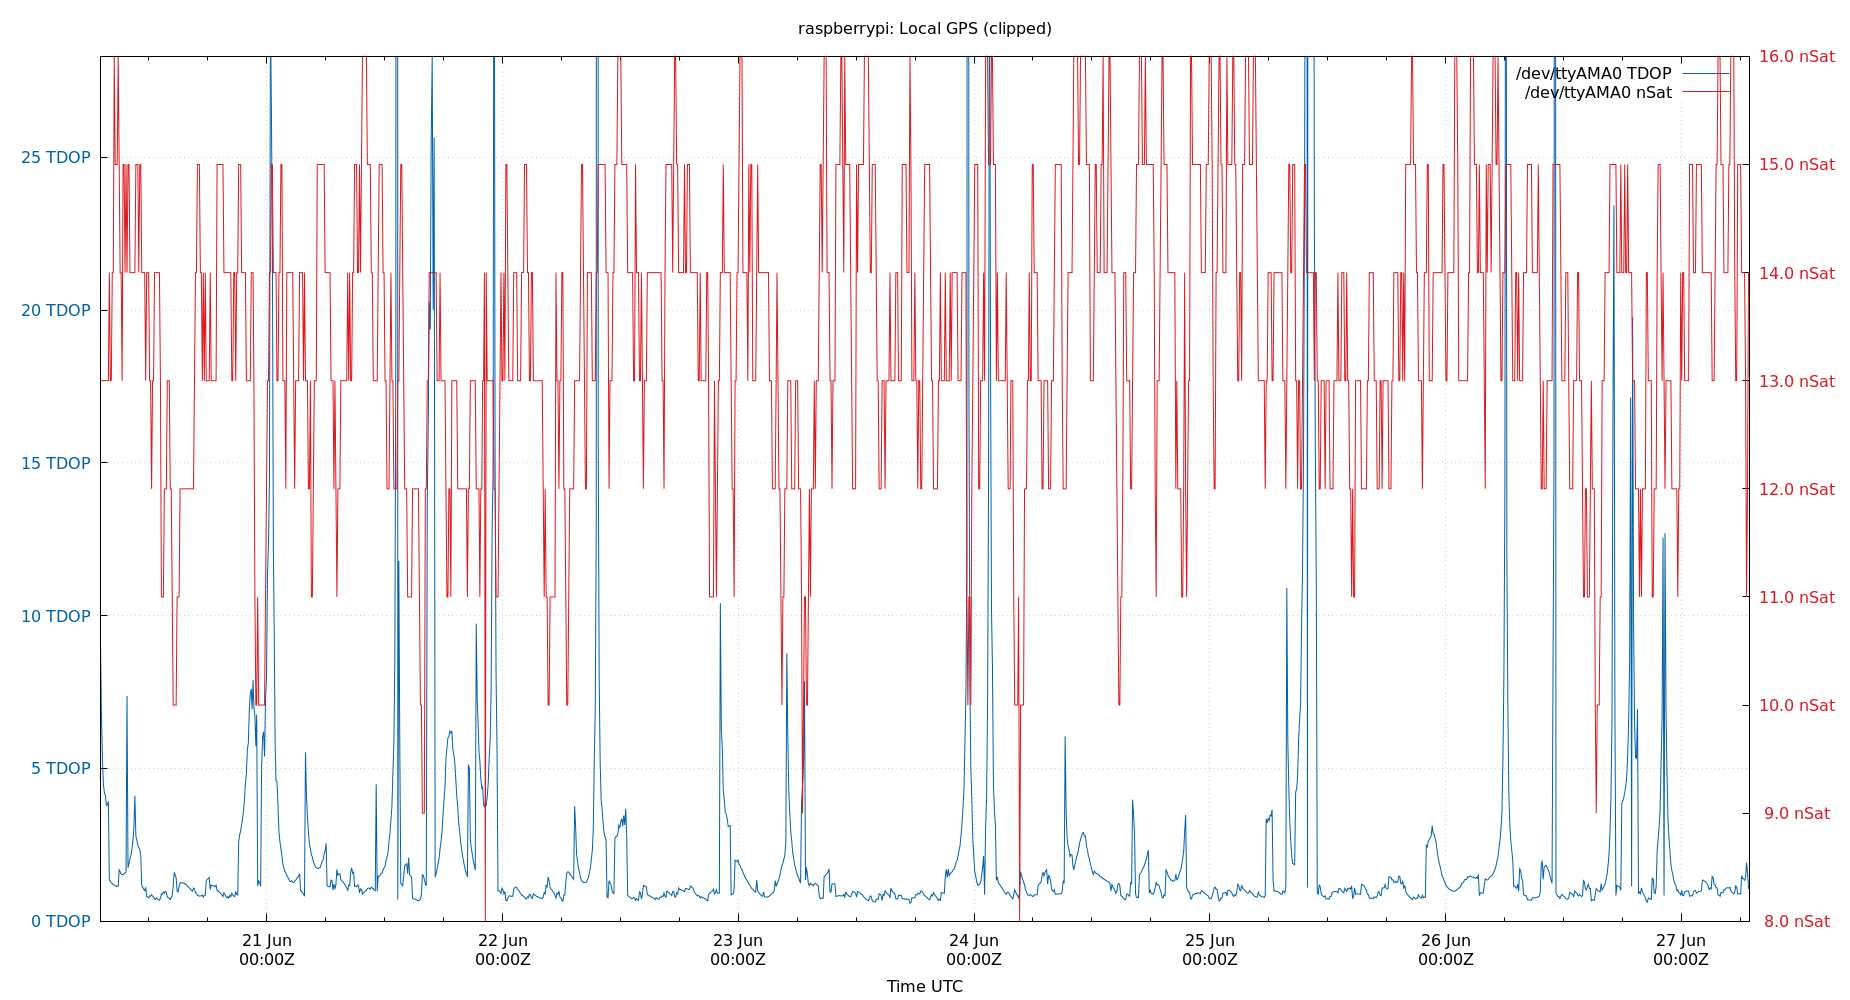 raspberrypi: Local GPS (clipped)
/dev/ttyAMA0 TDOP
/dev/ttyAMA0 nSat
25 TDOP
20 TDOP
15 TDOP
10 TDOP
5 TDOP
0 TDOP
16.0 nSat
15.0 nSat
14.0 nSat
13.0 nSat
12.0 nSat
11.0 nSat
10.0 nSat
9.0 nSat
8.0 nSat
21 Jun
00:00Z
22 Jun
00:00Z
23 Jun
00:00Z
24 Jun
00:00Z
25 Jun
00:00Z
26 Jun
00:00Z
27 Jun
00:00Z
Time UTC